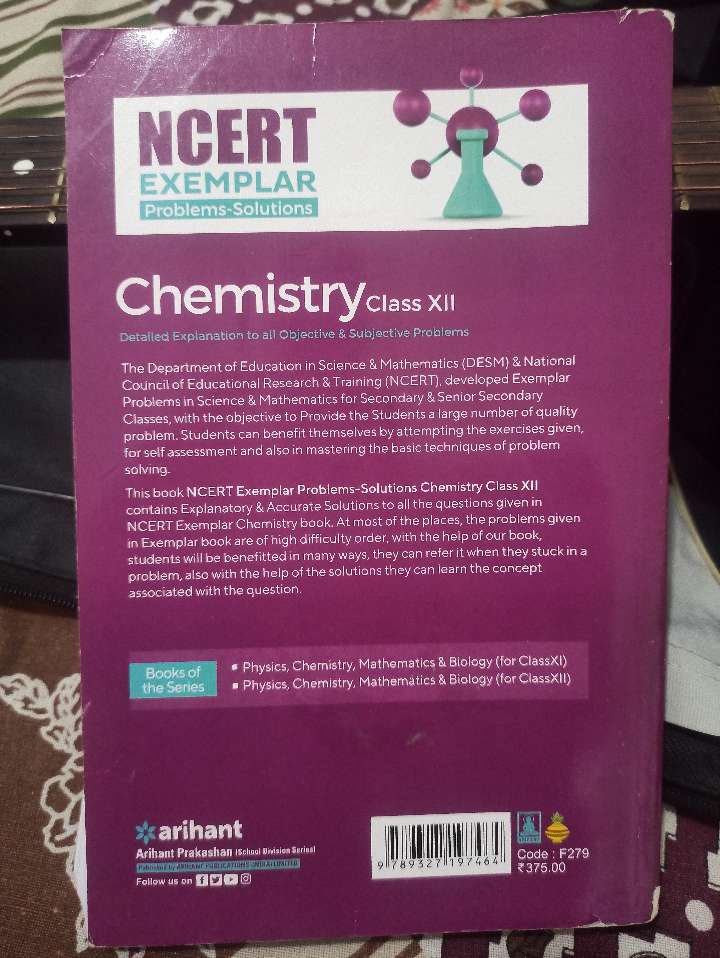 NCERT
EXEMPLAR
Problems-Solutions
Chemistry Class XII
Detailed Explanation to all Objective & Subjective Problems
The Department of Education in Science & Mathematics (DESM) & National
Council of Educational Research & Training (NCERT), developed Exemplar
Problems in Science & Mathematics for Secondary & Senior Secondary
Classes, with the objective to Provide the Students a large number of quality
problem. Students can benefit themselves by attempting the exercises given,
for self assessment and also in mastering the basic techniques of problem
solving.
This book NCERT Exemplar Problems-Solutions Chemistry Class XII
contains Explanatory & Accurate Solutions to all the questions given in
NCERT Exemplar Chemistry book. At most of the places, the problems given
in Exemplar book are of high difficulty order, with the help of our book,
students will be benefitted in many ways, they can refer it when they stuck in a
problem, also with the help of the solutions they can learn the concept
associated with the question.
Books of
the Series
Physics, Chemistry, Mathematics & Biology (for ClassXI)
Physics, Chemistry, Mathematics & Biology (for ClassXII)
arihant
Arihant Prakashan (School Division Series)
Published by ARIHANT PUBLICATIONS (INDIA) LIMITED
Follow us on
9 789327 197464
Code : F279
₹375.00